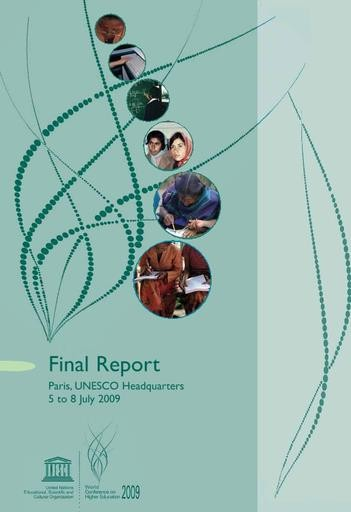 Final Report
Paris, UNESCO Headquarters
5 to 8 July 2009
UNESCO
United Nations
Educational, Scientific and
Cultural Organization
World
Conference on
Higher Education 2009